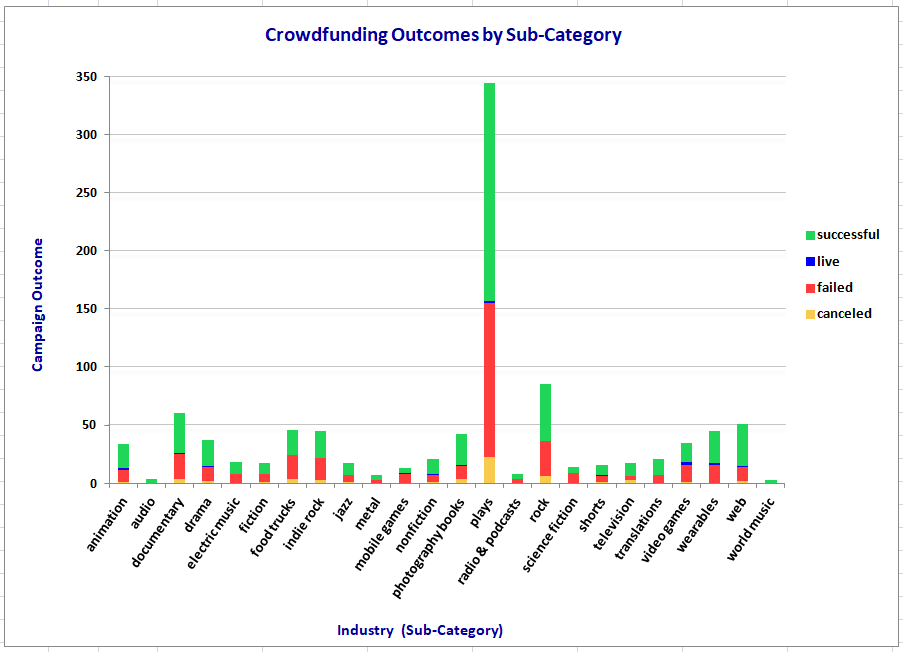 Crowdfunding Outcomes by Sub-Category
350
300
250
200
150
100
50
0
Campaign Outcome
successful
live
failed
canceled
animation
audio
documentary
drama
electric music
fiction
food trucks
indie rock
jazz
metal
mobile games
nonfiction
photography books
plays
radio & podcasts
rock
science fiction
shorts
television
translations
video games
wearables
web
world music
Industry  (Sub-Category)